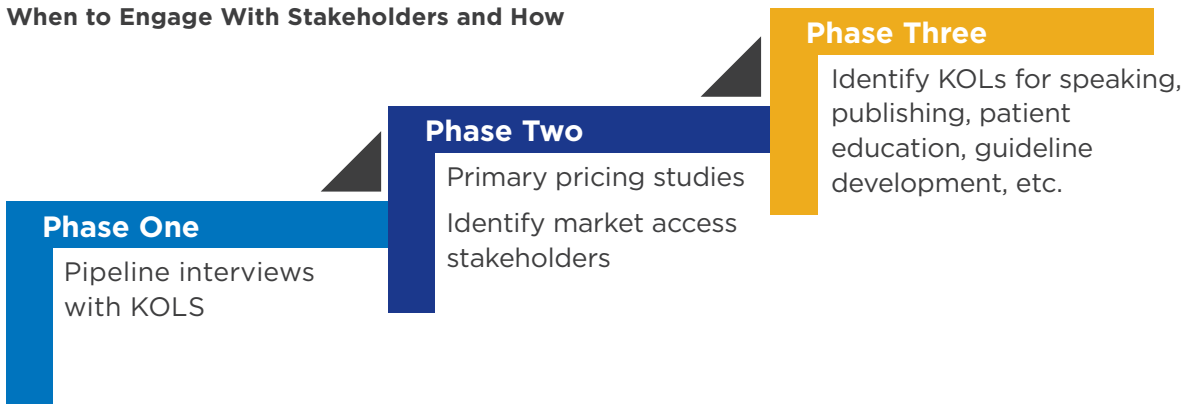 When to Engage With Stakeholders and How
Phase One
Pipeline interviews
with KOLS
Phase Two
Primary pricing studies
Identify market access
stakeholders
Phase Three
Identify KOLs for speaking,
publishing, patient
education, guideline
development, etc.